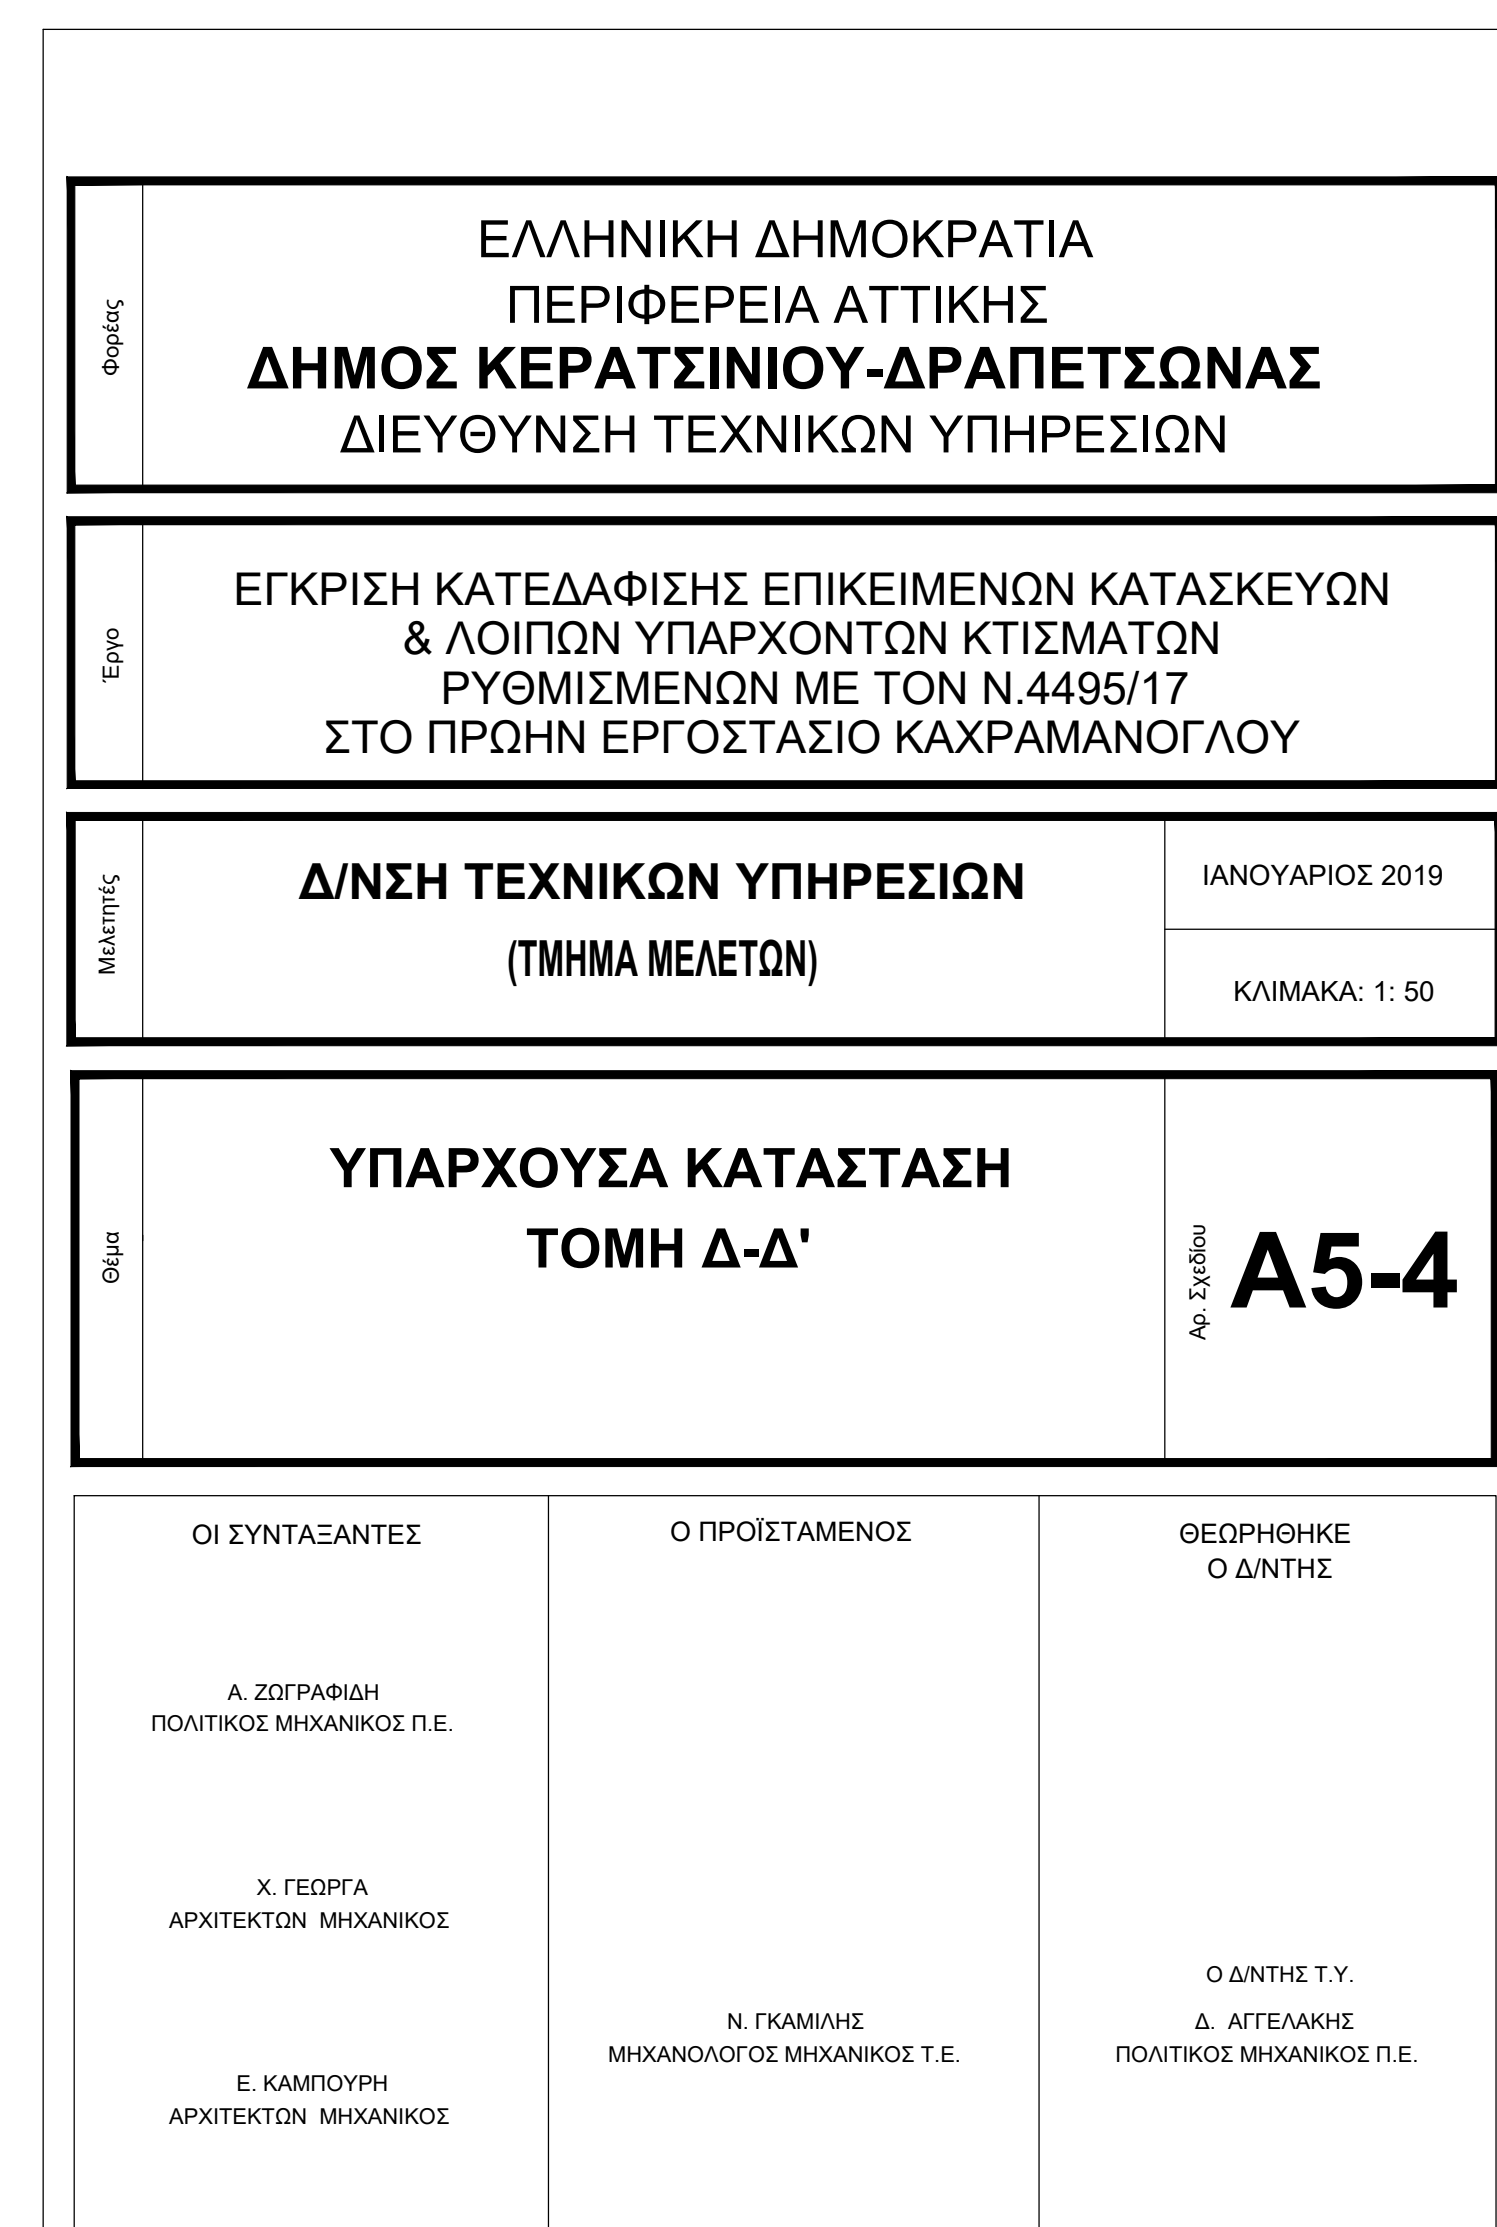 Φορέας
ΕΛΛΗΝΙΚΗ ΔΗΜΟΚΡΑΤΙΑ
ΠΕΡΙΦΕΡΕΙΑ ΑΤΤΙΚΗΣ
ΔΗΜΟΣ ΚΕΡΑΤΣΙΝΙΟΥ-ΔΡΑΠΕΤΣΩΝΑΣ
ΔΙΕΥΘΥΝΣΗ ΤΕΧΝΙΚΩΝ ΥΠΗΡΕΣΙΩΝ
Έργο
ΕΓΚΡΙΣΗ ΚΑΤΕΔΑΦΙΣΗΣ ΕΠΙΚΕΙΜΕΝΩΝ ΚΑΤΑΣΚΕΥΩΝ
& ΛΟΙΠΩΝ ΥΠΑΡΧΟΝΤΩΝ ΚΤΙΣΜΑΤΩΝ
ΡΥΘΜΙΣΜΕΝΩΝ ΜΕ ΤΟΝ Ν.4495/17
ΣΤΟ ΠΡΩΗΝ ΕΡΓΟΣΤΑΣΙΟ ΚΑΧΡΑΜΑΝΟΓΛΟΥ
Μελετητές
Δ/ΝΣΗ ΤΕΧΝΙΚΩΝ ΥΠΗΡΕΣΙΩΝ
(ΤΜΗΜΑ ΜΕΛΕΤΩΝ)
ΙΑΝΟΥΑΡΙΟΣ 2019
ΚΛΙΜΑΚΑ: 1: 50
Θέμα
ΥΠΑΡΧΟΥΣΑ ΚΑΤΑΣΤΑΣΗ
ΤΟΜΗ Δ-Δ'
Αρ. Σχεδίου
Α5-4
ΟΙ ΣΥΝΤΑΞΑΝΤΕΣ
Α. ΖΩΓΡΑΦΙΔΗ
ΠΟΛΙΤΙΚΟΣ ΜΗΧΑΝΙΚΟΣ Π.Ε.
Χ. ΓΕΩΡΓΑ
ΑΡΧΙΤΕΚΤΩΝ ΜΗΧΑΝΙΚΟΣ
Ε. ΚΑΜΠΟΥΡΗ
ΑΡΧΙΤΕΚΤΩΝ ΜΗΧΑΝΙΚΟΣ
Ο ΠΡΟΪΣΤΑΜΕΝΟΣ
Ν. ΓΚΑΜΙΛΗΣ
ΜΗΧΑΝΟΛΟΓΟΣ ΜΗΧΑΝΙΚΟΣ Τ.Ε.
ΘΕΩΡΗΘΗΚΕ
Ο Δ/ΝΤΗΣ
Ο Δ/ΝΤΗΣ Τ.Υ.
Δ. ΑΓΓΕΛΑΚΗΣ
ΠΟΛΙΤΙΚΟΣ ΜΗΧΑΝΙΚΟΣ Π.Ε.